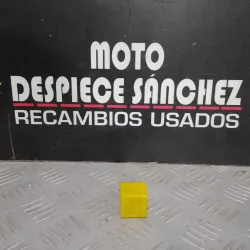 MOTO
DESPIECE SÁNCHEZ
RECAMBIOS USADOS